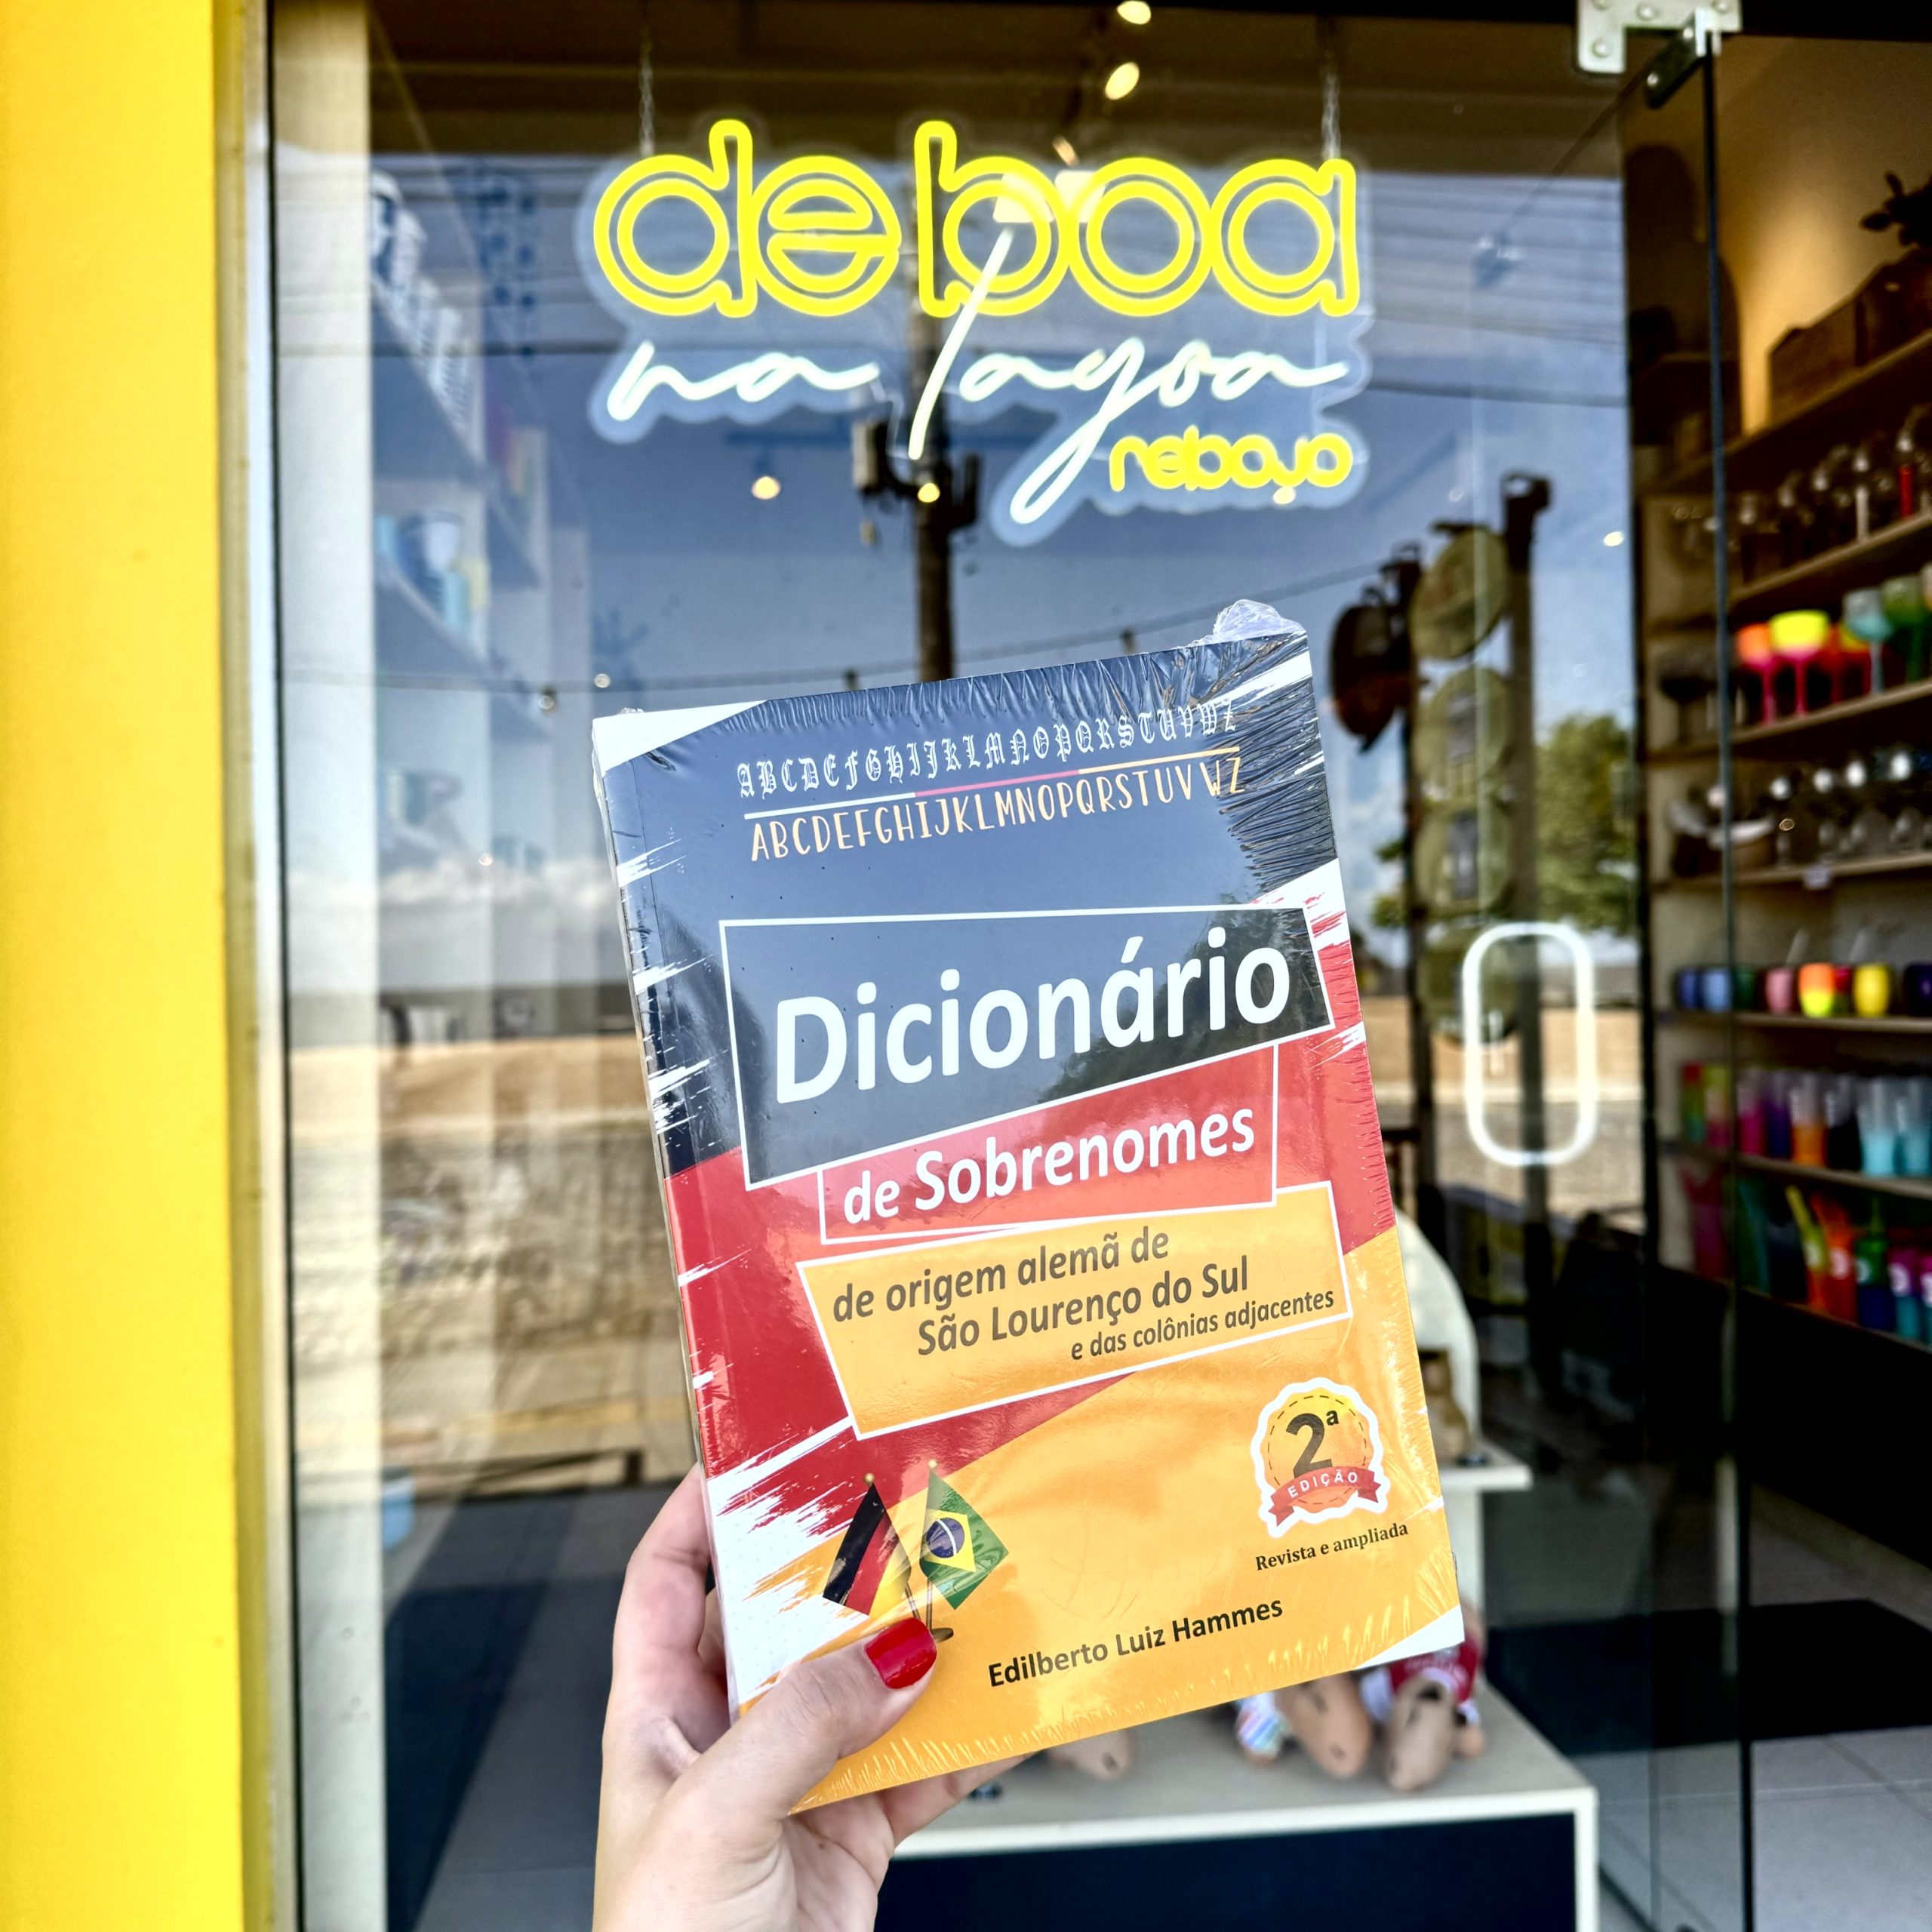 de boa
na lagoa
rebojo
ABCDEFGHIJKLMNOPQRSTUVWZ
ABCDEFGHIJKLMNOPQRSTUVWZ
Dicionário
de Sobrenomes
de origem alemã de
São Lourenço do Sul
e das colônias adjacentes
2ª
EDIÇÃO
Revista e ampliada
Edilberto Luiz Hammes